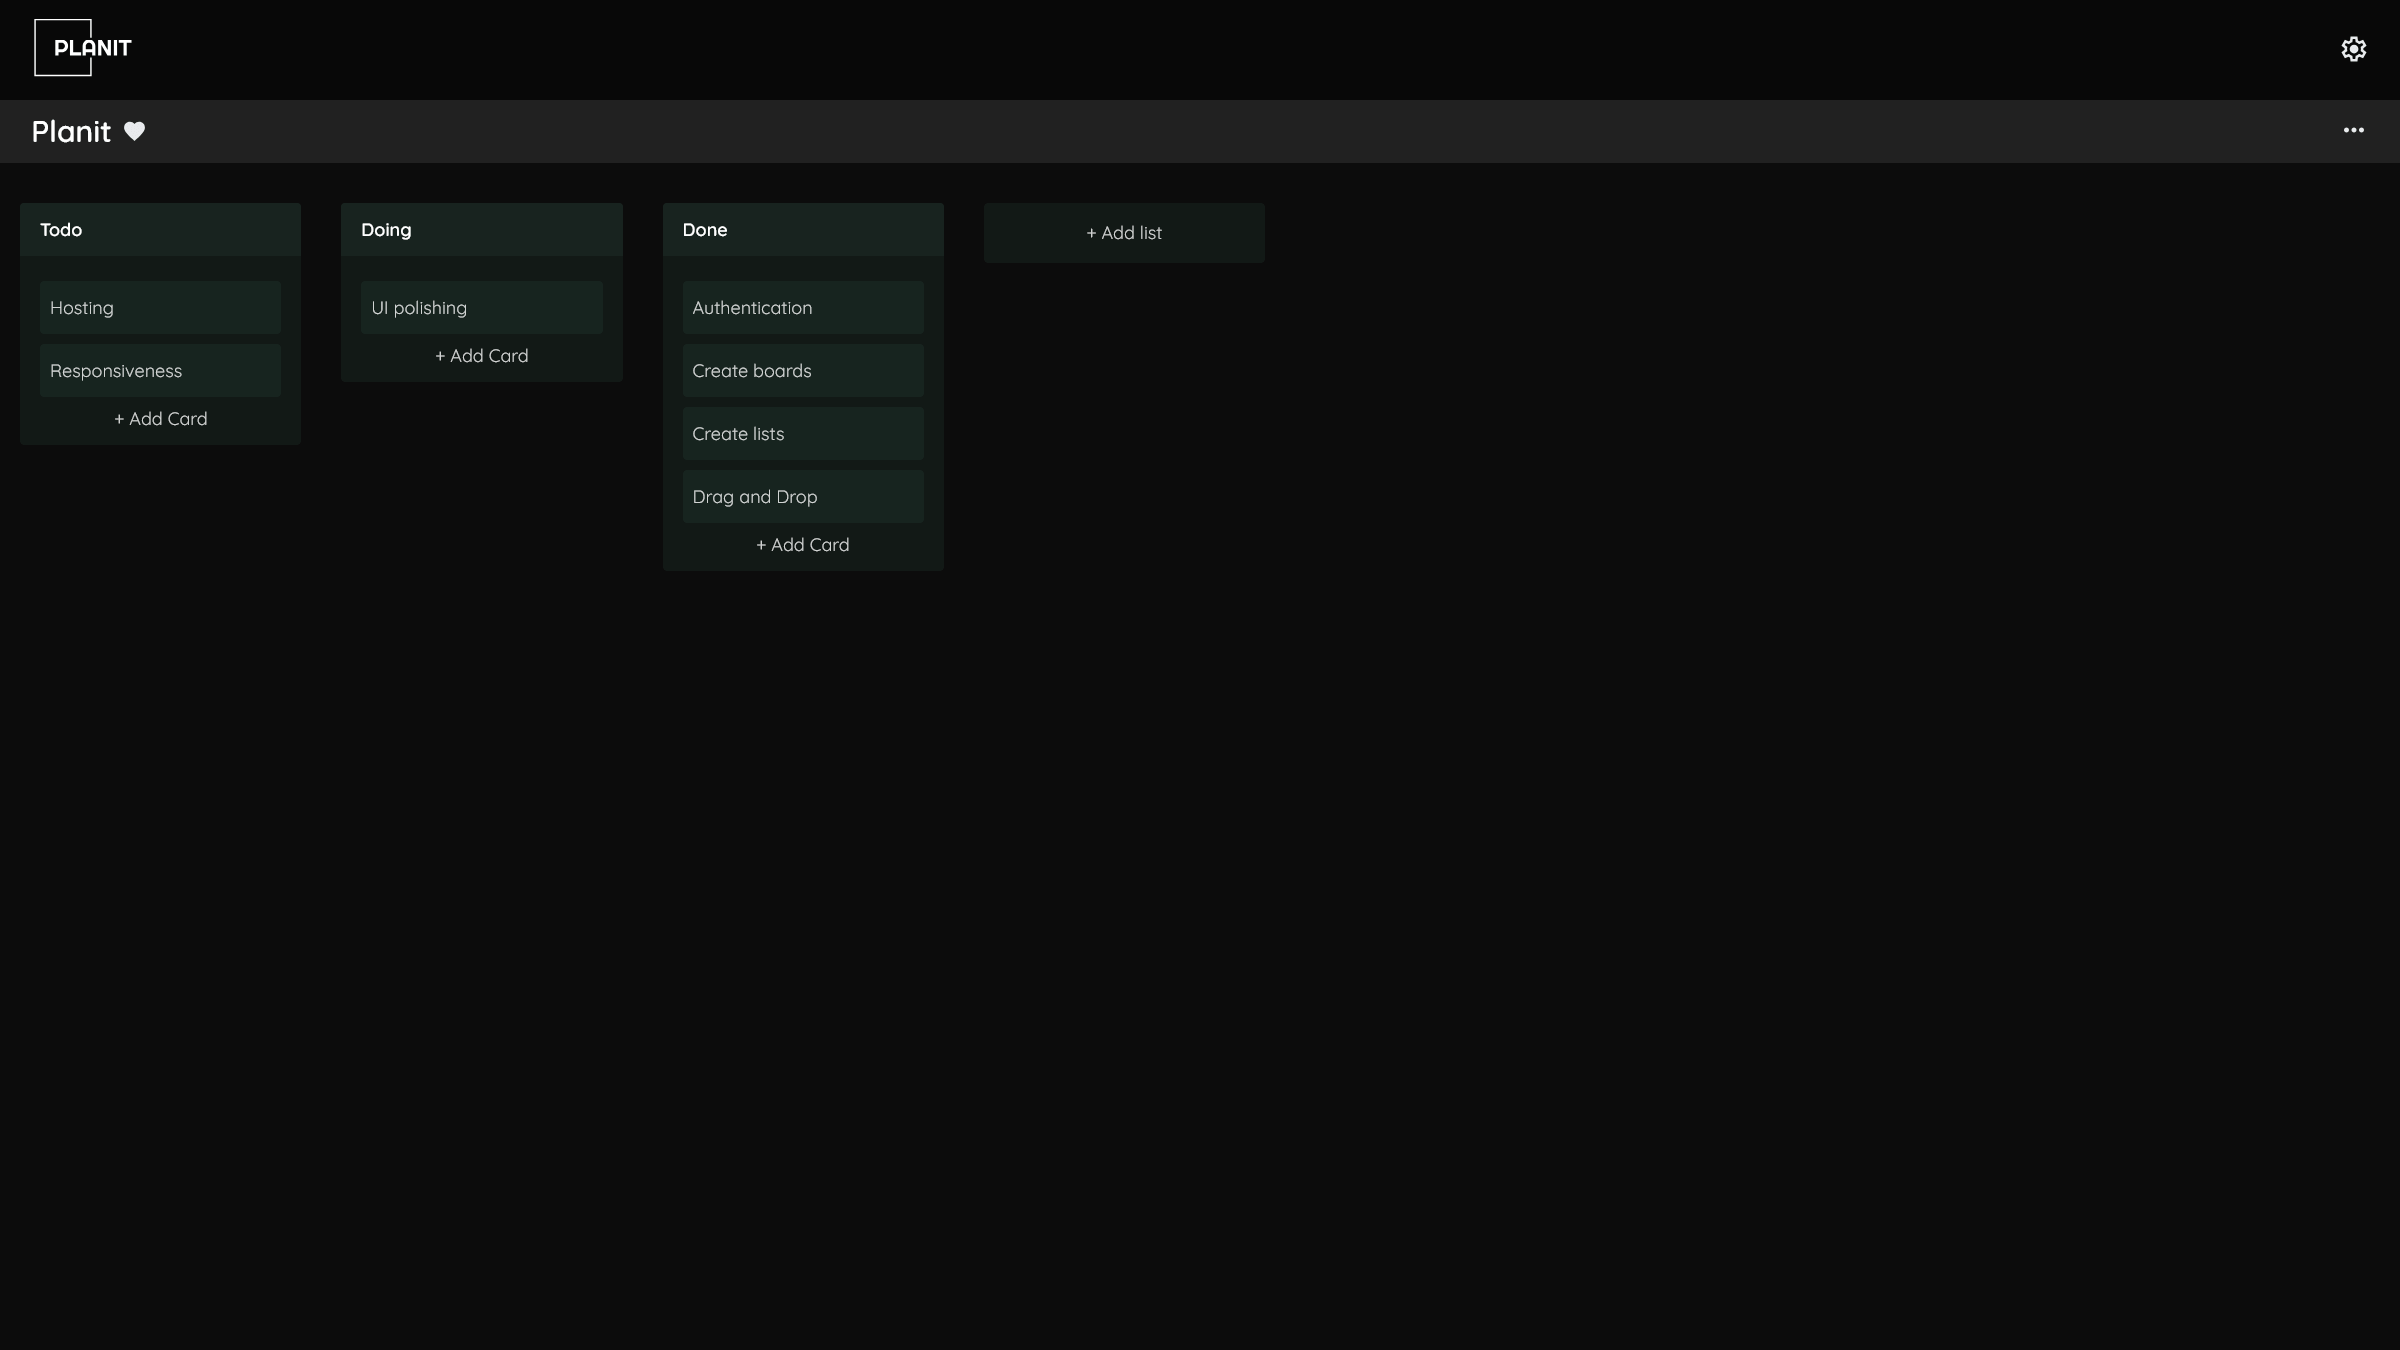 PLANIT
Planit
Todo
Hosting
Responsiveness
+ Add Card
Doing
UI polishing
+ Add Card
Done
Authentication
Create boards
Create lists
Drag and Drop
+ Add Card
+ Add list